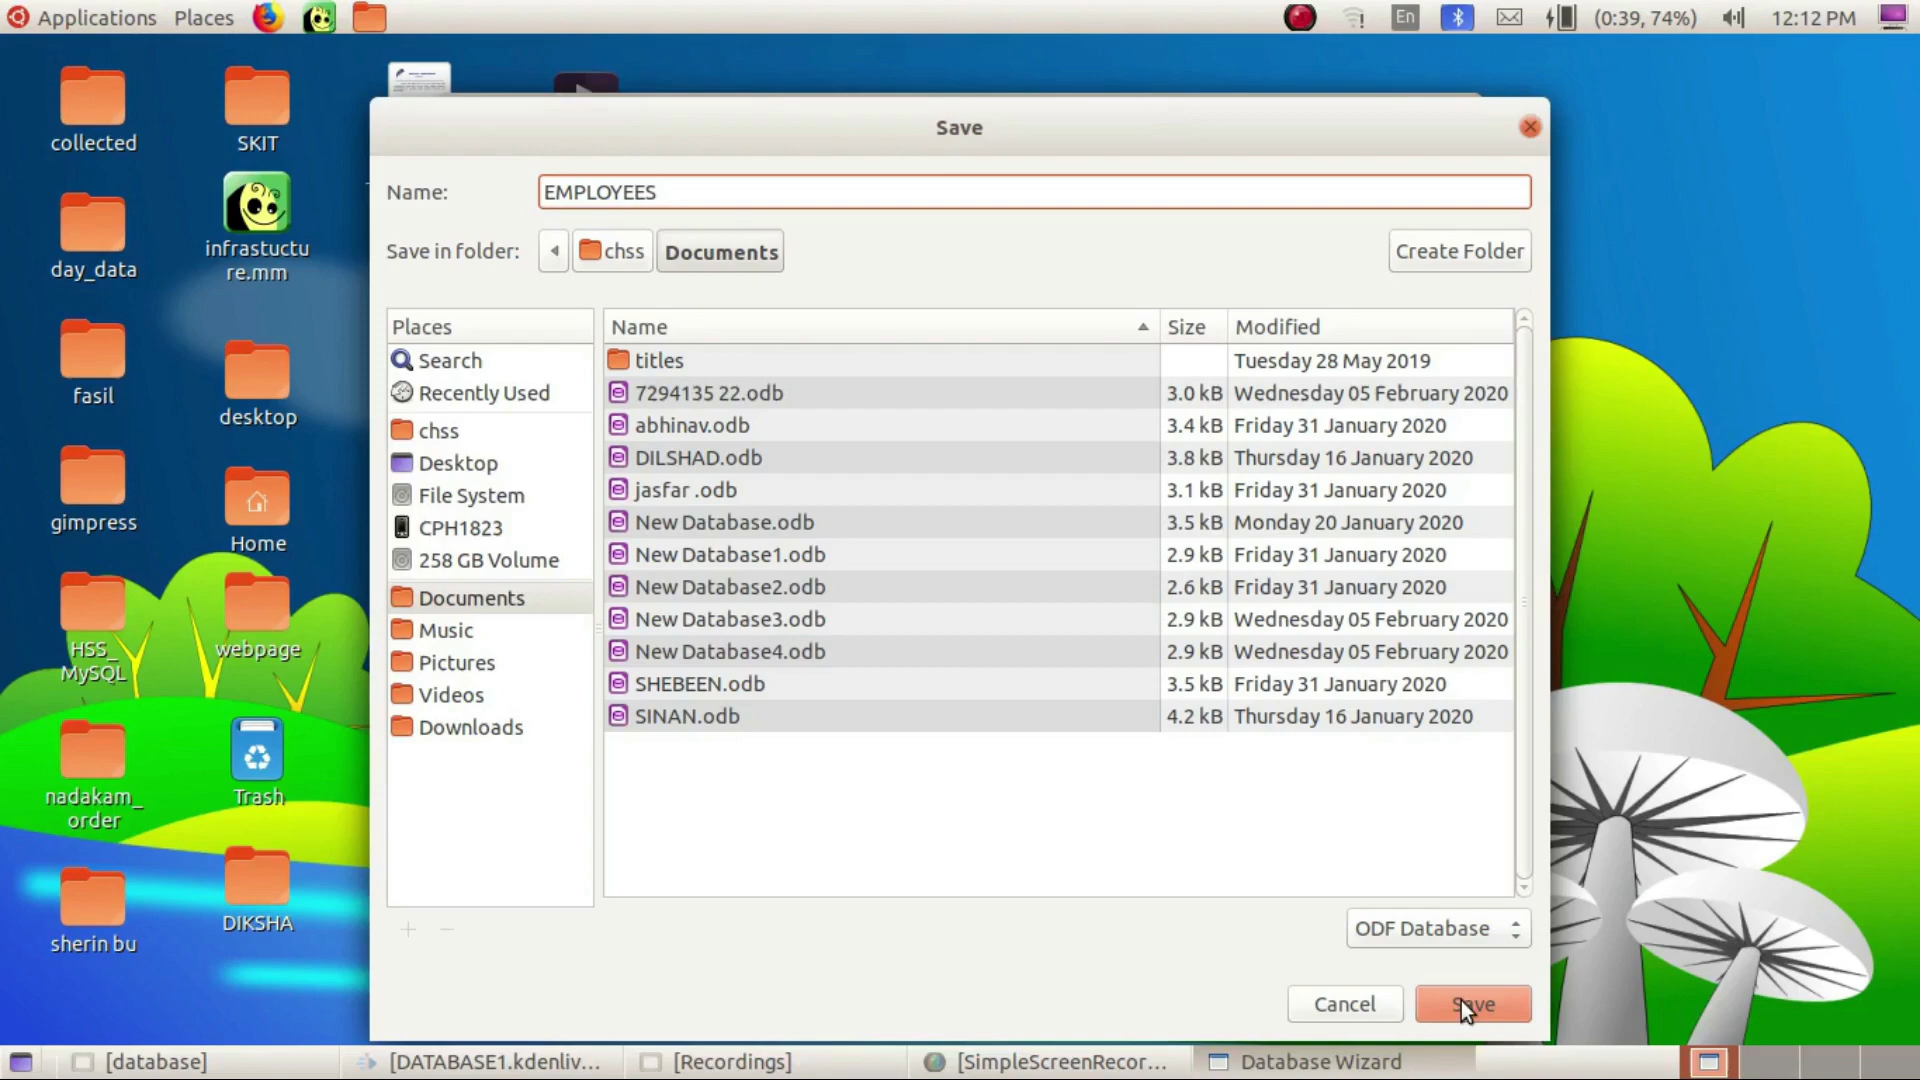 Applications Places En (0:39, 74%) 12:12 PM
collected
SKIT
day_data
infrastuctu
re.mm
fasil
desktop
gimpress
Home
HSS_
MySQL
webpage
nadakam_
order
Trash
sherin bu
DIKSHA
Save
Name: EMPLOYEES
Save in folder: chss Documents Create Folder
Places
Search
Recently Used
chss
Desktop
File System
CPH1823
258 GB Volume
Documents
Music
Pictures
Videos
Downloads
Name Size Modified
titles Tuesday 28 May 2019
7294135 22.odb 3.0 kB Wednesday 05 February 2020
abhinav.odb 3.4 kB Friday 31 January 2020
DILSHAD.odb 3.8 kB Thursday 16 January 2020
jasfar .odb 3.1 kB Friday 31 January 2020
New Database.odb 3.5 kB Monday 20 January 2020
New Database1.odb 2.9 kB Friday 31 January 2020
New Database2.odb 2.6 kB Friday 31 January 2020
New Database3.odb 2.9 kB Wednesday 05 February 2020
New Database4.odb 2.9 kB Wednesday 05 February 2020
SHEBEEN.odb 3.5 kB Friday 31 January 2020
SINAN.odb 4.2 kB Thursday 16 January 2020
ODF Database
Cancel Save
[database] [DATABASE1.kdenliv... [Recordings] [SimpleScreenRecor... Database Wizard